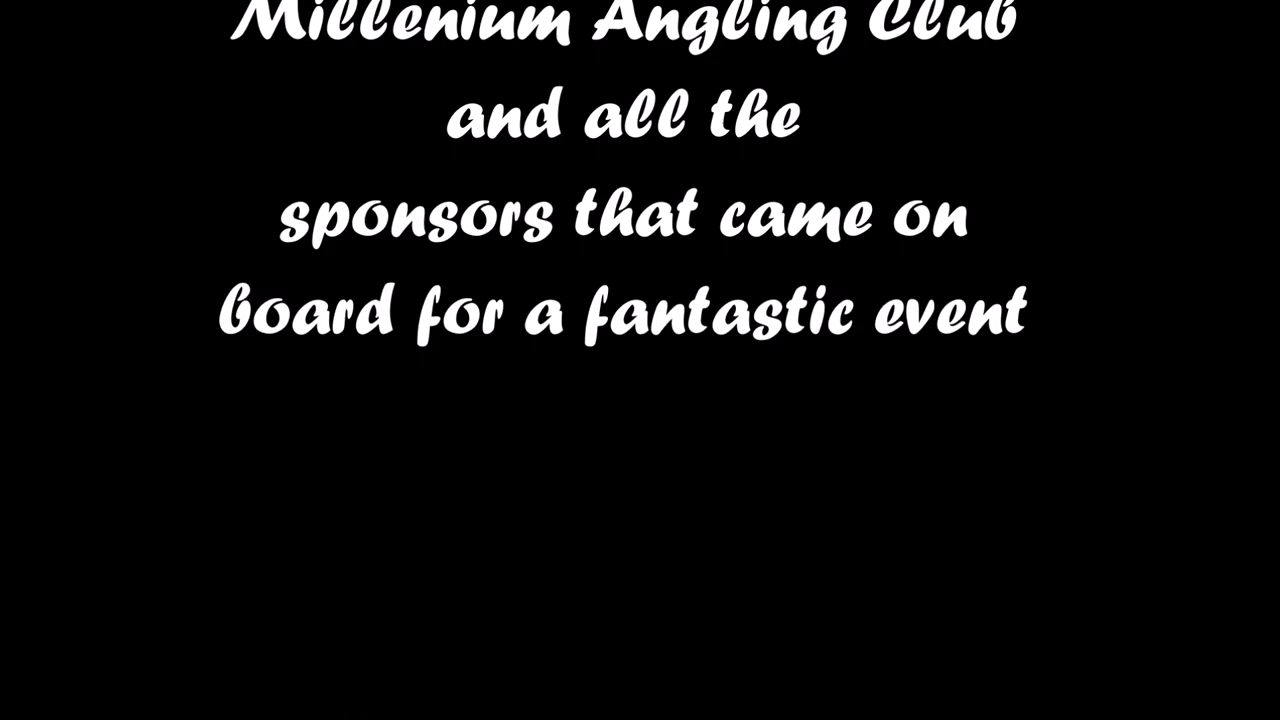 Millenium Angling Club
and all the
sponsors that came on
board for a fantastic event